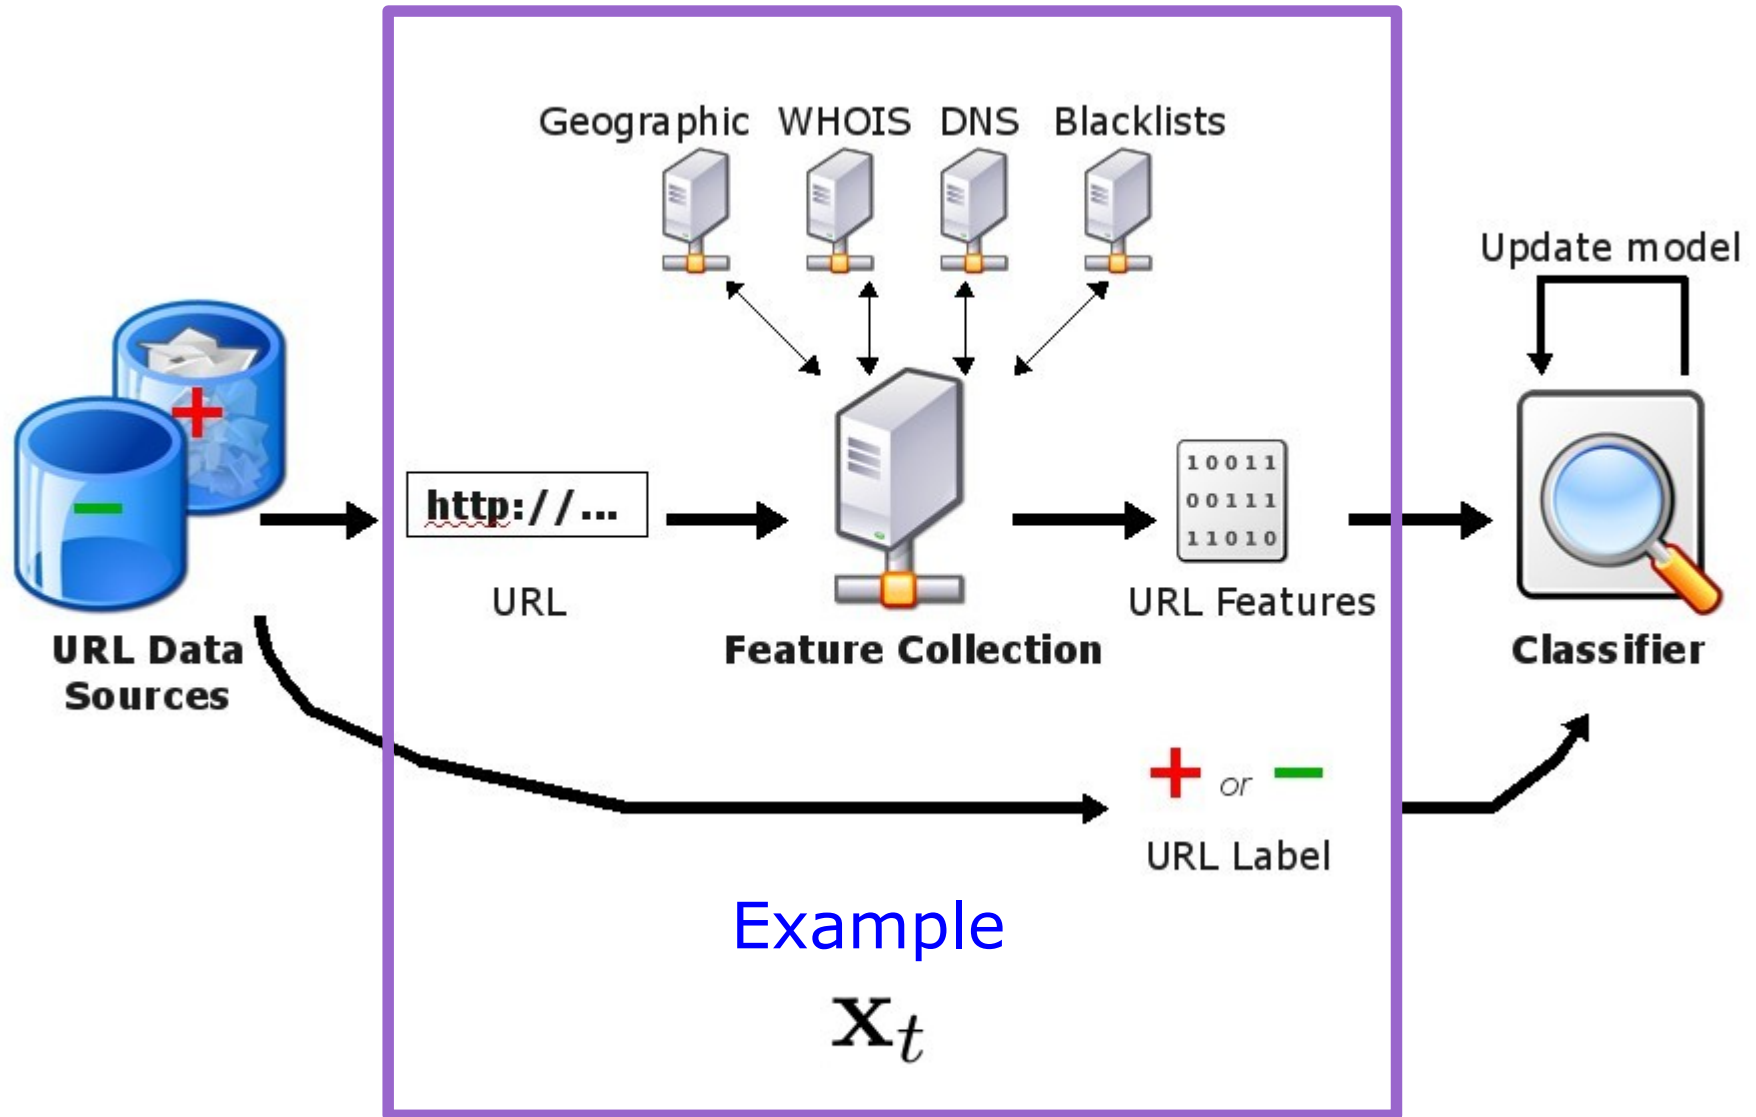 Geographic WHOIS DNS Blacklists
Update model
http://...
10011
00111
11010
URL
URL Features
URL Data
Sources
Feature Collection
Classifier
+ or −
URL Label
Example
x_t
+
−